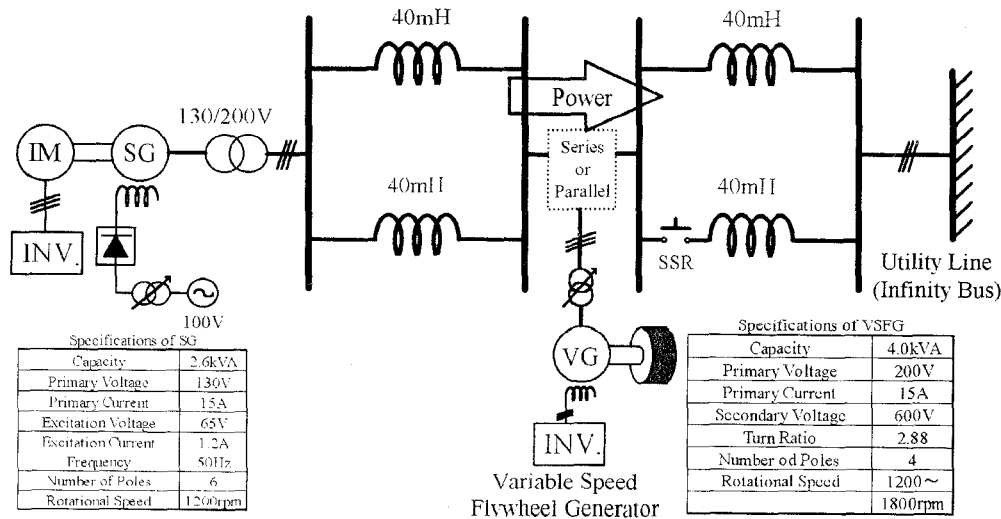 40mH
40mH
130/200V
Power
IM
SG
Series
or
Parallel
40mH
40mH
INV.
SSR
100V
Utility Line
(Infinity Bus)
VG
INV.
Variable Speed
Flywheel Generator
Specifications of SG
Capacity 2.6kVA
Primary Voltage 130V
Primary Current 15A
Excitation Voltage 65V
Excitation Current 1.2A
Frequency 50Hz
Number of Poles 6
Rotational Speed 1200rpm
Specifications of VSFG
Capacity 4.0kVA
Primary Voltage 200V
Primary Current 15A
Secondary Voltage 600V
Turn Ratio 2.88
Number od Poles 4
Rotational Speed 1200~
1800rpm